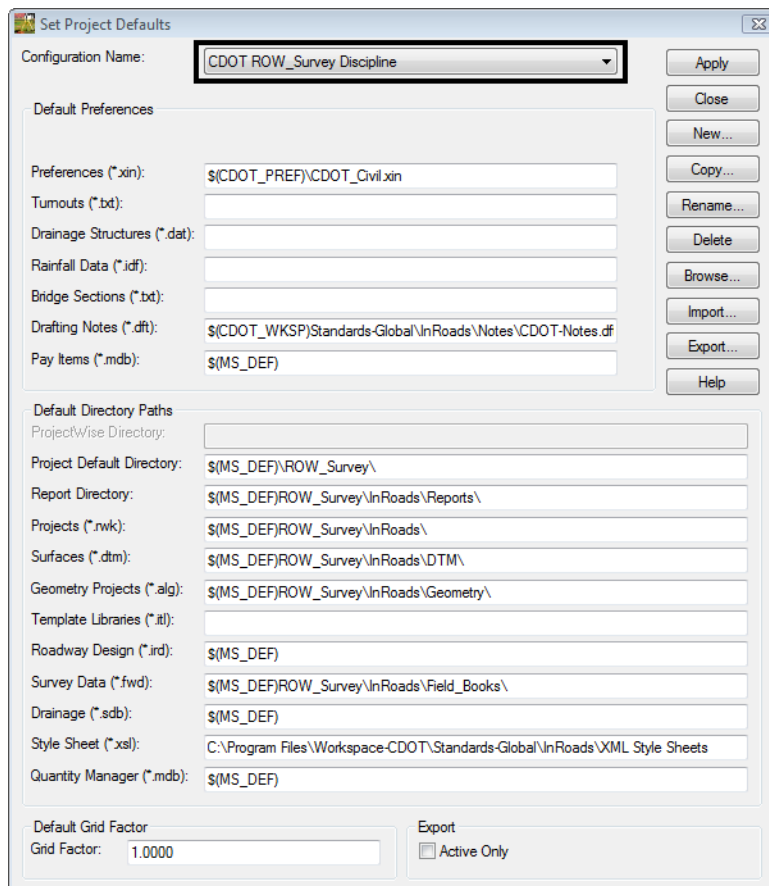 Set Project Defaults
Configuration Name: CDOT ROW_Survey Discipline Apply
Close
Default Preferences
New...
Preferences (*.xin): $(CDOT_PREF)\CDOT_Civil.xin Copy...
Turnouts (*.txt): Rename...
Drainage Structures (*.dat): Delete
Rainfall Data (*.idf): Browse...
Bridge Sections (*.txt): Import...
Drafting Notes (*.dft): $(CDOT_WKSP)Standards-Global\InRoads\Notes\CDOT-Notes.df Export...
Pay Items (*.mdb): $(MS_DEF) Help
Default Directory Paths
ProjectWise Directory:
Project Default Directory: $(MS_DEF)\ROW_Survey\
Report Directory: $(MS_DEF)ROW_Survey\InRoads\Reports\
Projects (*.rwk): $(MS_DEF)ROW_Survey\InRoads\
Surfaces (*.dtm): $(MS_DEF)ROW_Survey\InRoads\DTM\
Geometry Projects (*.alg): $(MS_DEF)ROW_Survey\InRoads\Geometry\
Template Libraries (*.itl):
Roadway Design (*.ird): $(MS_DEF)
Survey Data (*.fwd): $(MS_DEF)ROW_Survey\InRoads\Field_Books\
Drainage (*.sdb): $(MS_DEF)
Style Sheet (*.xsl): C:\Program Files\Workspace-CDOT\Standards-Global\InRoads\XML Style Sheets
Quantity Manager (*.mdb): $(MS_DEF)
Default Grid Factor Export
Grid Factor: 1.0000 Active Only